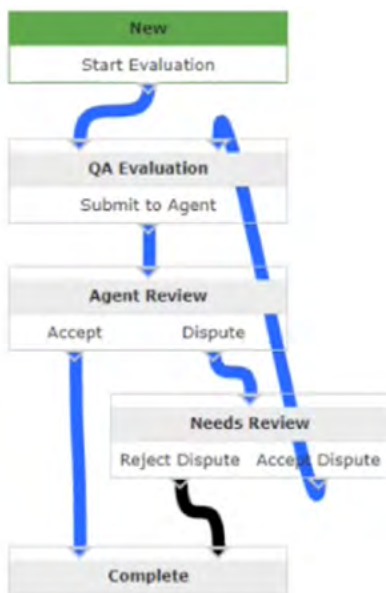 New
Start Evaluation
QA Evaluation
Submit to Agent
Agent Review
Accept Dispute
Needs Review
Reject Dispute Accept Dispute
Complete